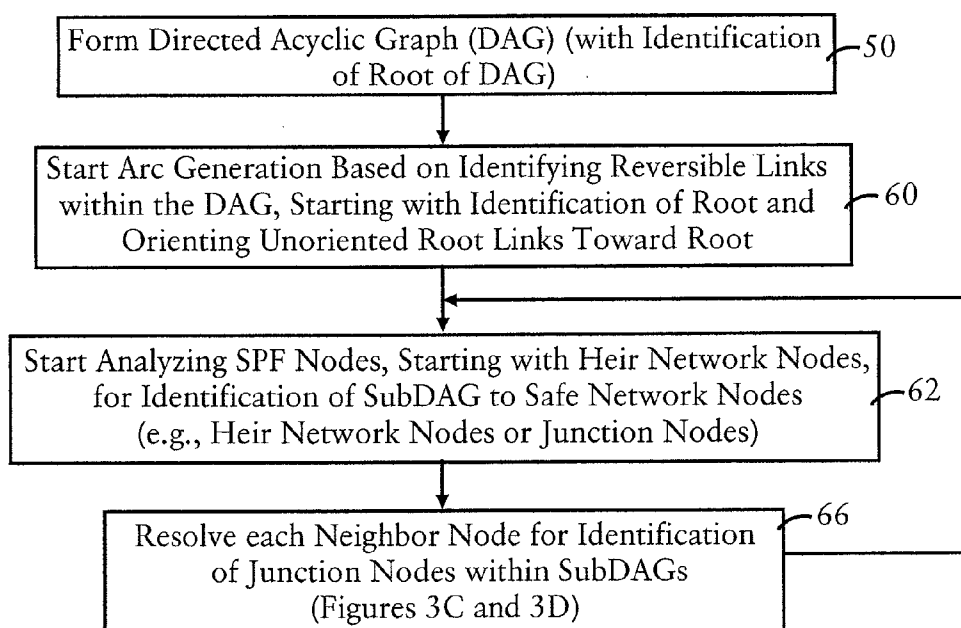 Form Directed Acyclic Graph (DAG) (with Identification
of Root of DAG)
50
Start Arc Generation Based on Identifying Reversible Links
within the DAG, Starting with Identification of Root and
Orienting Unoriented Root Links Toward Root
60
Start Analyzing SPF Nodes, Starting with Heir Network Nodes,
for Identification of SubDAG to Safe Network Nodes
(e.g., Heir Network Nodes or Junction Nodes)
62
Resolve each Neighbor Node for Identification
of Junction Nodes within SubDAGs
(Figures 3C and 3D)
66